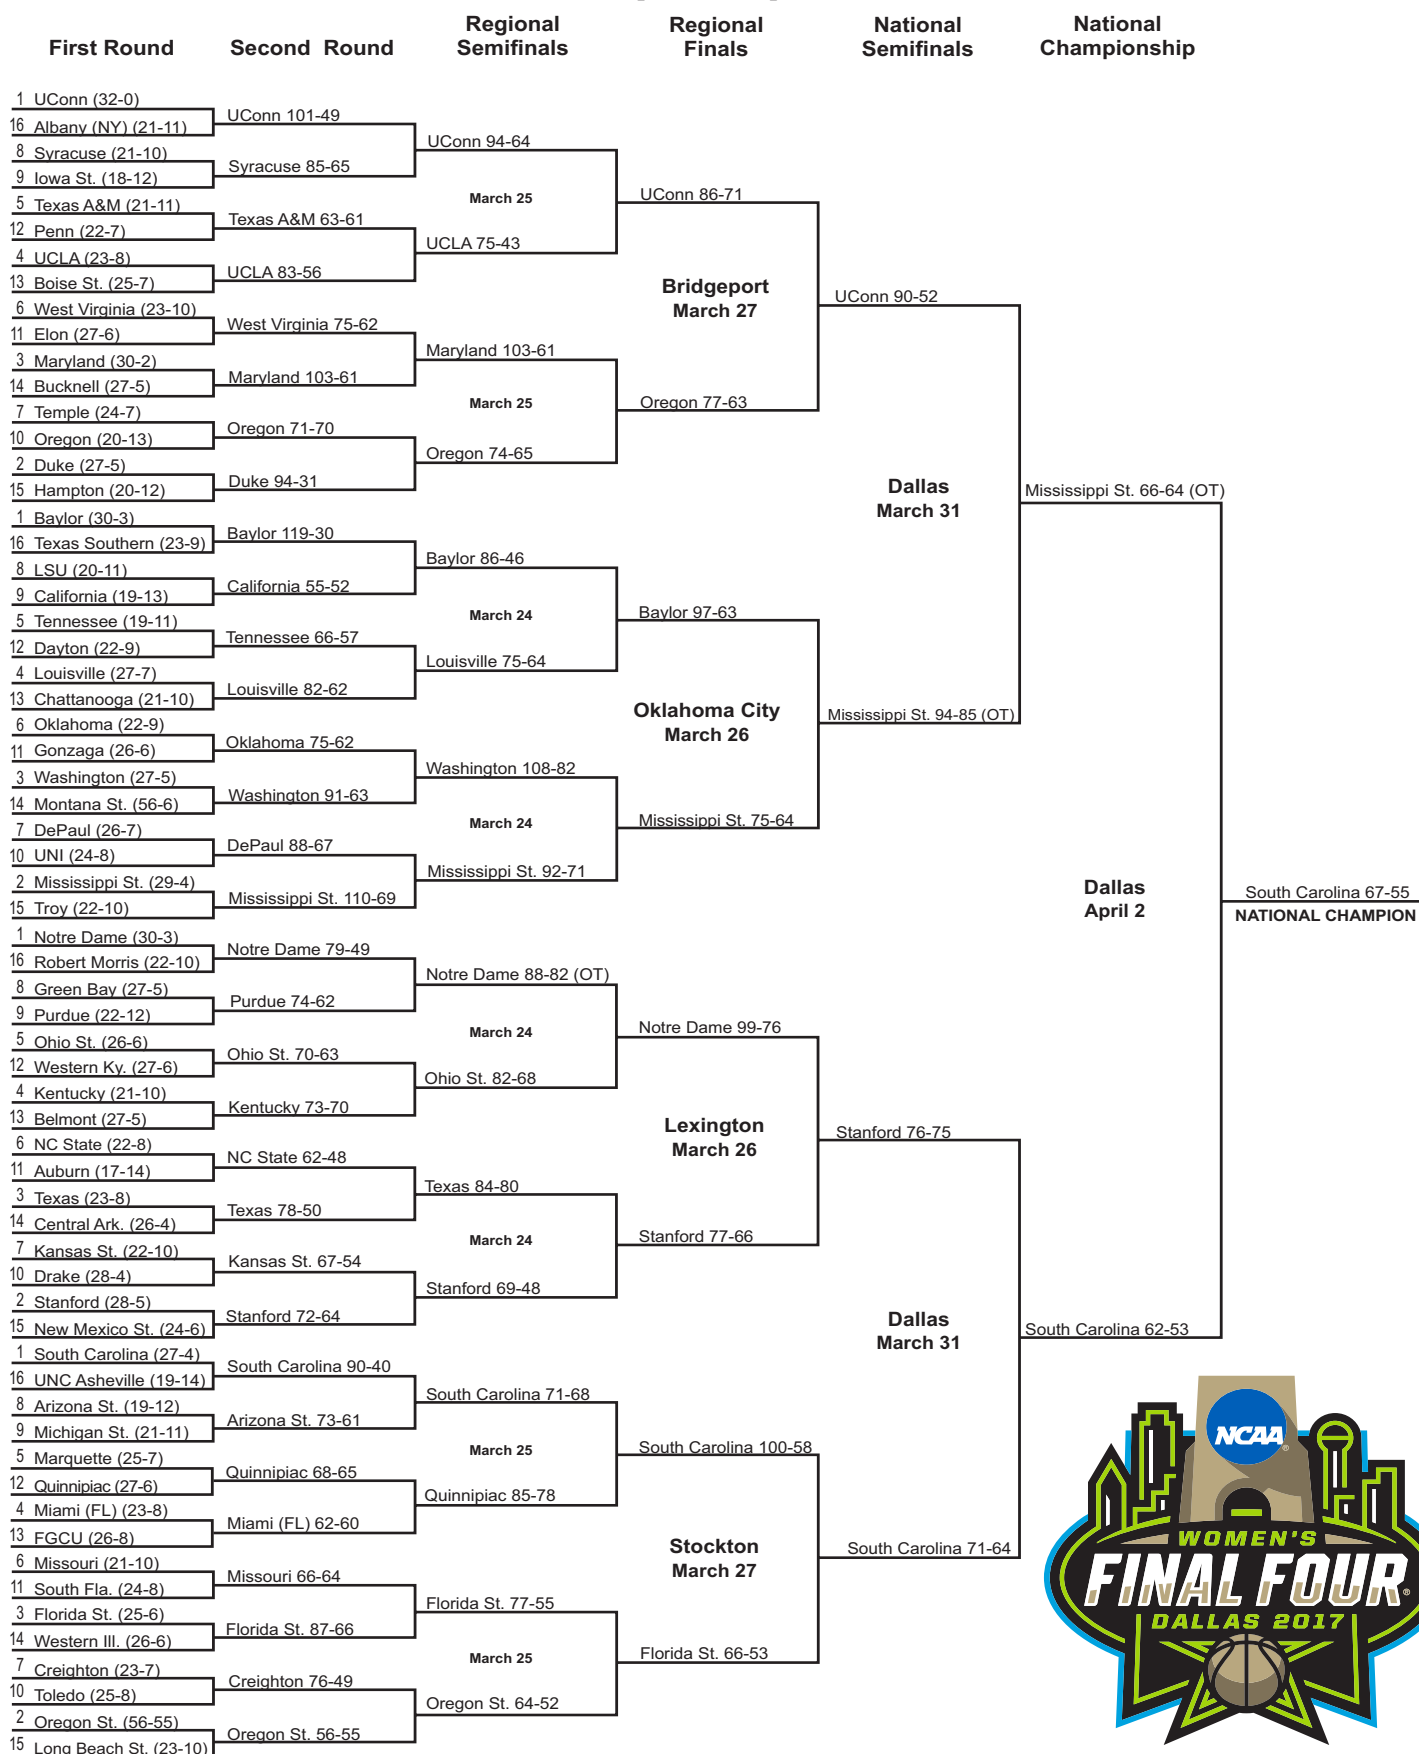 Regional
Semifinals
Regional
Finals
National
Semifinals
National
Championship
First Round
Second Round
1 UConn (32-0)
16 Albany (NY) (21-11)
8 Syracuse (21-10)
9 Iowa St. (18-12)
5 Texas A&M (21-11)
12 Penn (22-7)
4 UCLA (23-8)
13 Boise St. (25-7)
6 West Virginia (23-10)
11 Elon (27-6)
3 Maryland (30-2)
14 Bucknell (27-5)
7 Temple (24-7)
10 Oregon (20-13)
2 Duke (27-5)
15 Hampton (20-12)
1 Baylor (30-3)
16 Texas Southern (23-9)
8 LSU (20-11)
9 California (19-13)
5 Tennessee (19-11)
12 Dayton (22-9)
4 Louisville (27-7)
13 Chattanooga (21-10)
6 Oklahoma (22-9)
11 Gonzaga (26-6)
3 Washington (27-5)
14 Montana St. (56-6)
7 DePaul (26-7)
10 UNI (24-8)
2 Mississippi St. (29-4)
15 Troy (22-10)
1 Notre Dame (30-3)
16 Robert Morris (22-10)
8 Green Bay (27-5)
9 Purdue (22-12)
5 Ohio St. (26-6)
12 Western Ky. (27-6)
4 Kentucky (21-10)
13 Belmont (27-5)
6 NC State (22-8)
11 Auburn (17-14)
3 Texas (23-8)
14 Central Ark. (26-4)
7 Kansas St. (22-10)
10 Drake (28-4)
2 Stanford (28-5)
15 New Mexico St. (24-6)
1 South Carolina (27-4)
16 UNC Asheville (19-14)
8 Arizona St. (19-12)
9 Michigan St. (21-11)
5 Marquette (25-7)
12 Quinnipiac (27-6)
4 Miami (FL) (23-8)
13 FGCU (26-8)
6 Missouri (21-10)
11 South Fla. (24-8)
3 Florida St. (25-6)
14 Western Ill. (26-6)
7 Creighton (23-7)
10 Toledo (25-8)
2 Oregon St. (56-55)
15 Long Beach St. (23-10)
UConn 101-49
Syracuse 85-65
Texas A&M 63-61
UCLA 83-56
West Virginia 75-62
Maryland 103-61
Oregon 71-70
Duke 94-31
Baylor 119-30
California 55-52
Tennessee 66-57
Louisville 82-62
Oklahoma 75-62
Washington 91-63
DePaul 88-67
Mississippi St. 110-69
Notre Dame 79-49
Purdue 74-62
Ohio St. 70-63
Kentucky 73-70
NC State 62-48
Texas 78-50
Kansas St. 67-54
Stanford 72-64
South Carolina 90-40
Arizona St. 73-61
Quinnipiac 68-65
Miami (FL) 62-60
Missouri 66-64
Florida St. 87-66
Creighton 76-49
Oregon St. 56-55
UConn 94-64
March 25
UCLA 75-43
Maryland 103-61
March 25
Oregon 74-65
Baylor 86-46
March 24
Louisville 75-64
Washington 108-82
March 24
Mississippi St. 92-71
Notre Dame 88-82 (OT)
March 24
Ohio St. 82-68
Texas 84-80
March 24
Stanford 69-48
South Carolina 71-68
March 25
Quinnipiac 85-78
Florida St. 77-55
March 25
Oregon St. 64-52
UConn 86-71
Bridgeport
March 27
Oregon 77-63
Baylor 97-63
Oklahoma City
March 26
Mississippi St. 75-64
Notre Dame 99-76
Lexington
March 26
Stanford 77-66
South Carolina 100-58
Stockton
March 27
Florida St. 66-53
UConn 90-52
Dallas
March 31
Mississippi St. 94-85 (OT)
Stanford 76-75
Dallas
March 31
South Carolina 71-64
Mississippi St. 66-64 (OT)
Dallas
April 2
South Carolina 62-53
South Carolina 67-55
NATIONAL CHAMPION
NCAA
WOMEN'S
FINAL FOUR
DALLAS 2017